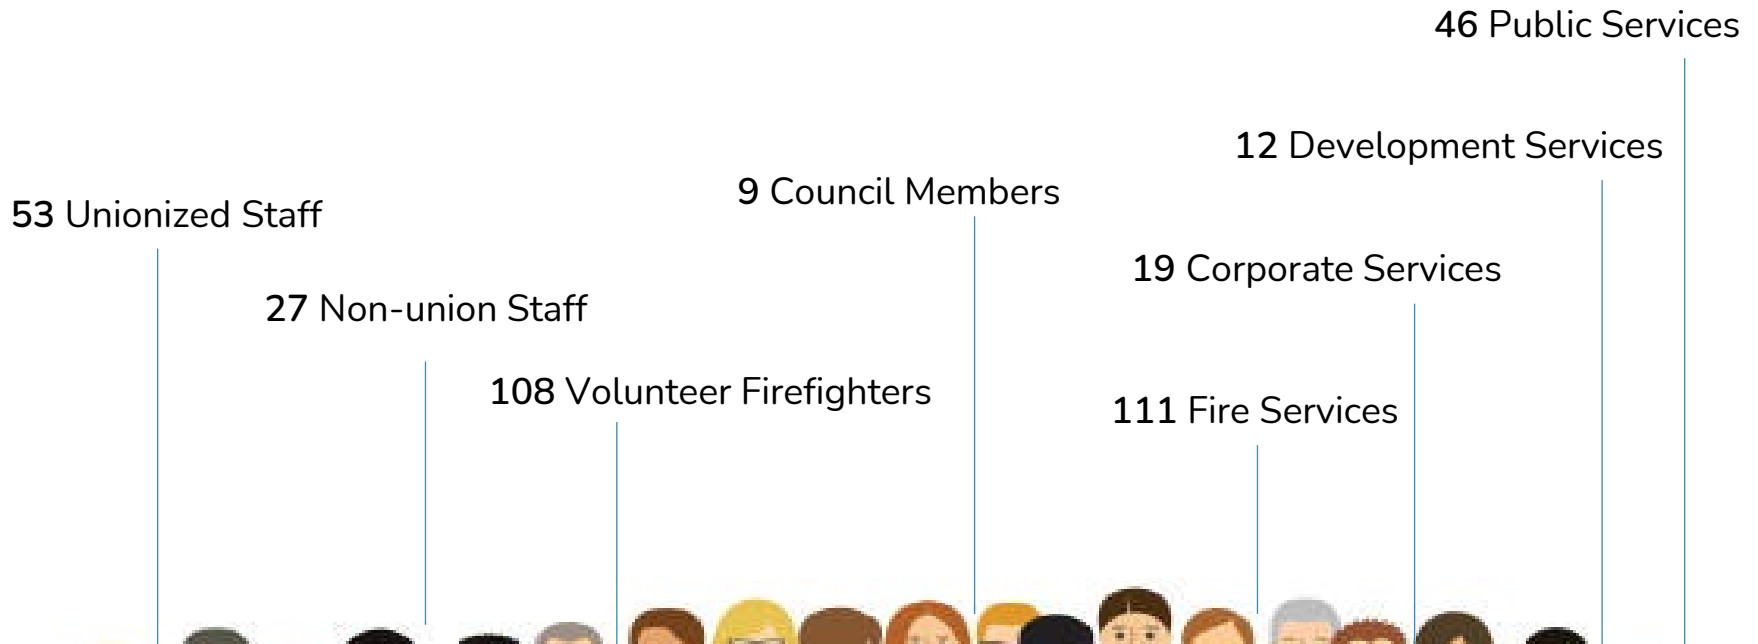 46 Public Services
12 Development Services
9 Council Members
53 Unionized Staff
19 Corporate Services
27 Non-union Staff
108 Volunteer Firefighters
111 Fire Services